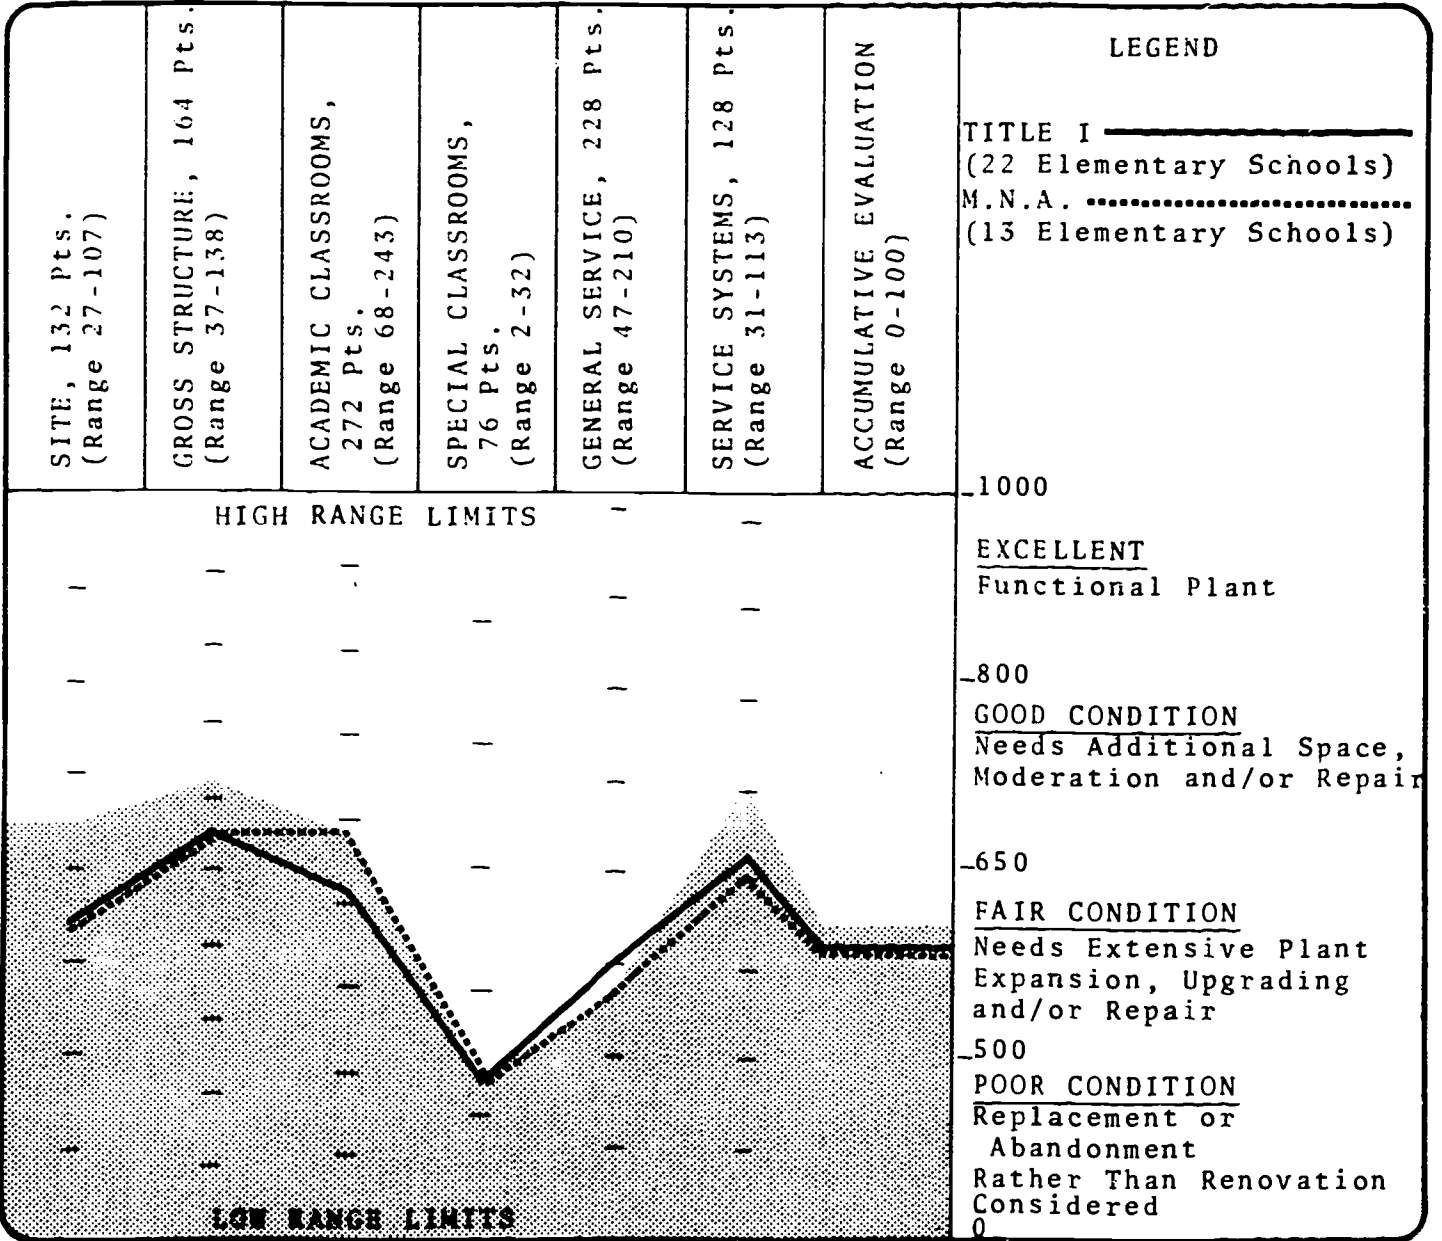 SITE, 132 Pts.
(Range 27-107)
GROSS STRUCTURE, 164 Pts.
(Range 37-138)
ACADEMIC CLASSROOMS,
272 Pts.
(Range 68-243)
SPECIAL CLASSROOMS,
76 Pts.
(Range 2-32)
GENERAL SERVICE, 228 Pts.
(Range 47-210)
SERVICE SYSTEMS, 128 Pts.
(Range 31-113)
ACCUMULATIVE EVALUATION
(Range 0-100)
LEGEND
TITLE I
(22 Elementary Schools)
M.N.A.
(13 Elementary Schools)
HIGH RANGE LIMITS
LOW RANGE LIMITS
1000
EXCELLENT
Functional Plant
800
GOOD CONDITION
Needs Additional Space,
Moderation and/or Repair
650
FAIR CONDITION
Needs Extensive Plant
Expansion, Upgrading
and/or Repair
500
POOR CONDITION
Replacement or
Abandonment
Rather Than Renovation
Considered
0